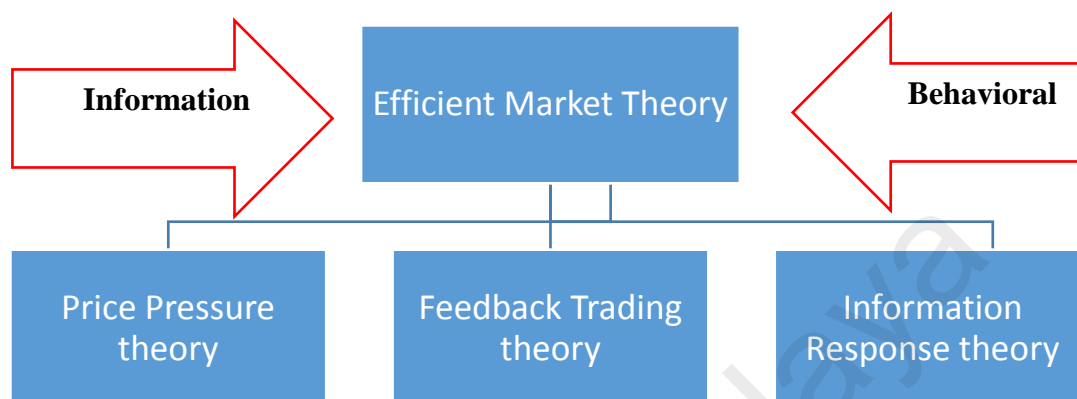 Information
Efficient Market Theory
Behavioral
Price Pressure
theory
Feedback Trading
theory
Information
Response theory